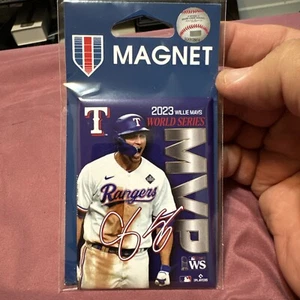 MAGNET
T
2023 WILLIE MAYS
WORLD SERIES
MVP
Rangers
WS